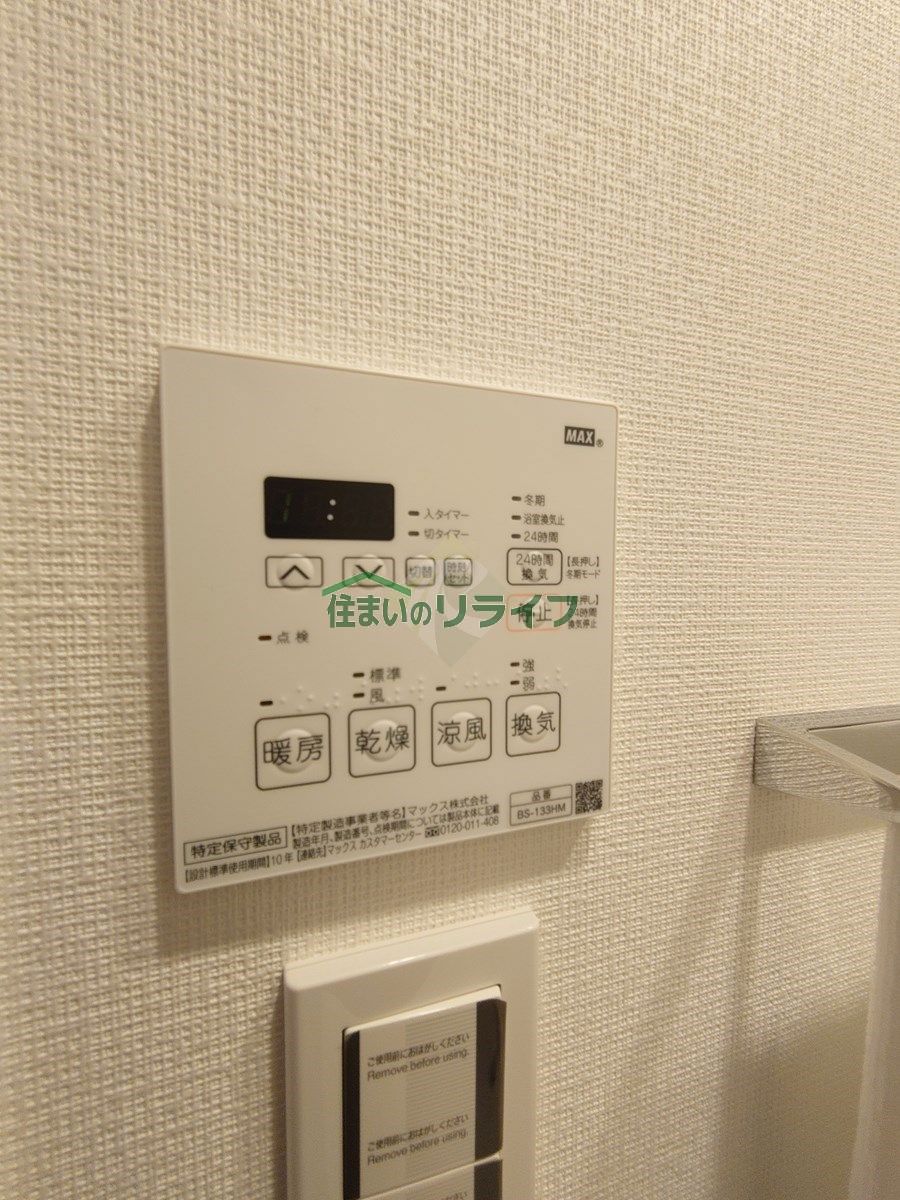 MAX®
冬期
入タイマー
浴室換気止
切タイマー
24時間
切替
時刻
セット
24時間
換気
【長押し】
冬期モード
住まいのリライフ
停止
換気停止
点検
標準
風
強
弱
暖房
乾燥
涼風
換気
品番
BS-133HM
特定保守製品
【特定製造事業者等名】マックス株式会社
製造年月、製造番号、点検期間については製品本体に記載
【設計標準使用期間】10年【連絡先】マックス カスタマーセンター 0120-011-408
ご使用前におはがしください
Remove before using.
ご使用前におはがしください
Remove before using.